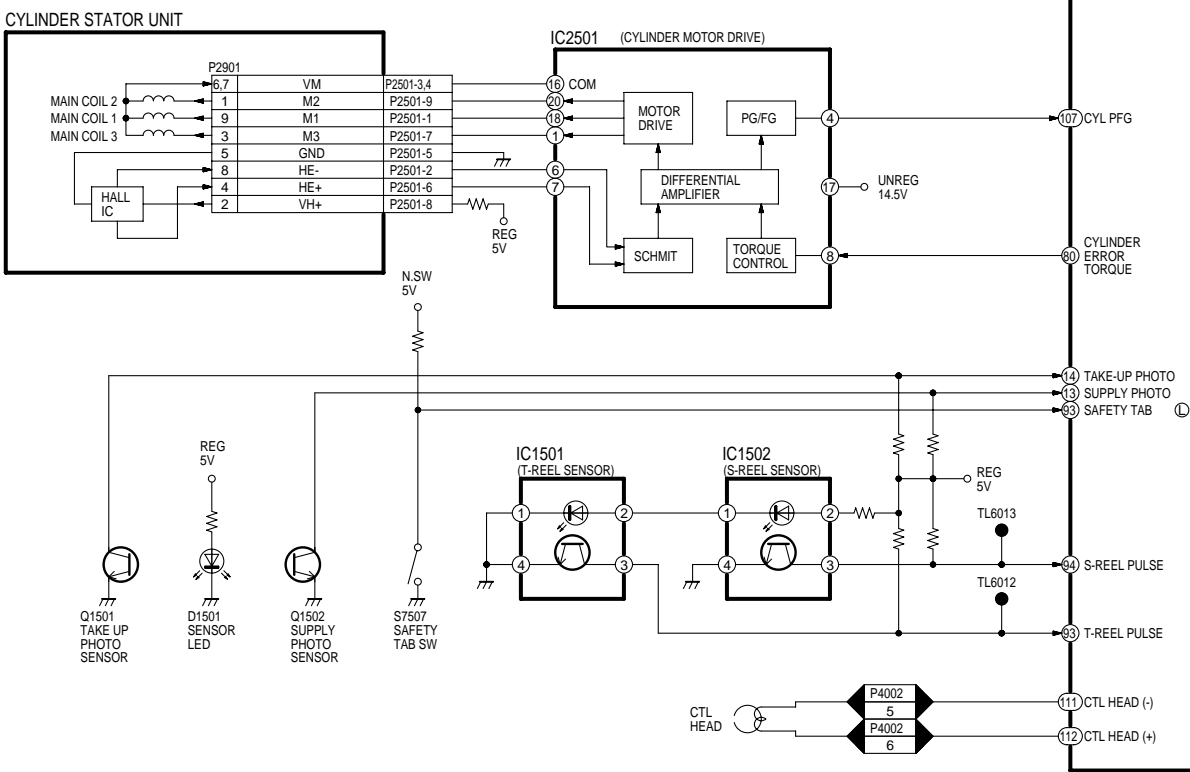 CYLINDER STATOR UNIT
IC2501 (CYLINDER MOTOR DRIVE)
P2901
6,7 VM P2501-3,4 16 COM
MAIN COIL 2 1 M2 P2501-9 20
MAIN COIL 1 9 M1 P2501-1 18
MAIN COIL 3 3 M3 P2501-7 1
5 GND P2501-5
8 HE- P2501-2 6
4 HE+ P2501-6 7
2 VH+ P2501-8
HALL
IC
REG
5V
MOTOR
DRIVE
PG/FG
4
107 CYL PFG
DIFFERENTIAL
AMPLIFIER
17 UNREG
14.5V
SCHMIT
TORQUE
CONTROL
8
80 CYLINDER
ERROR
TORQUE
N.SW
5V
14 TAKE-UP PHOTO
13 SUPPLY PHOTO
93 SAFETY TAB L
REG
5V
IC1501
(T-REEL SENSOR)
IC1502
(S-REEL SENSOR)
REG
5V
1 2 1 2
TL6013
4 3 4 3
94 S-REEL PULSE
TL6012
93 T-REEL PULSE
Q1501
TAKE UP
PHOTO
SENSOR
D1501
SENSOR
LED
Q1502
SUPPLY
PHOTO
SENSOR
S7507
SAFETY
TAB SW
CTL
HEAD
P4002
5
111 CTL HEAD (-)
P4002
6
112 CTL HEAD (+)